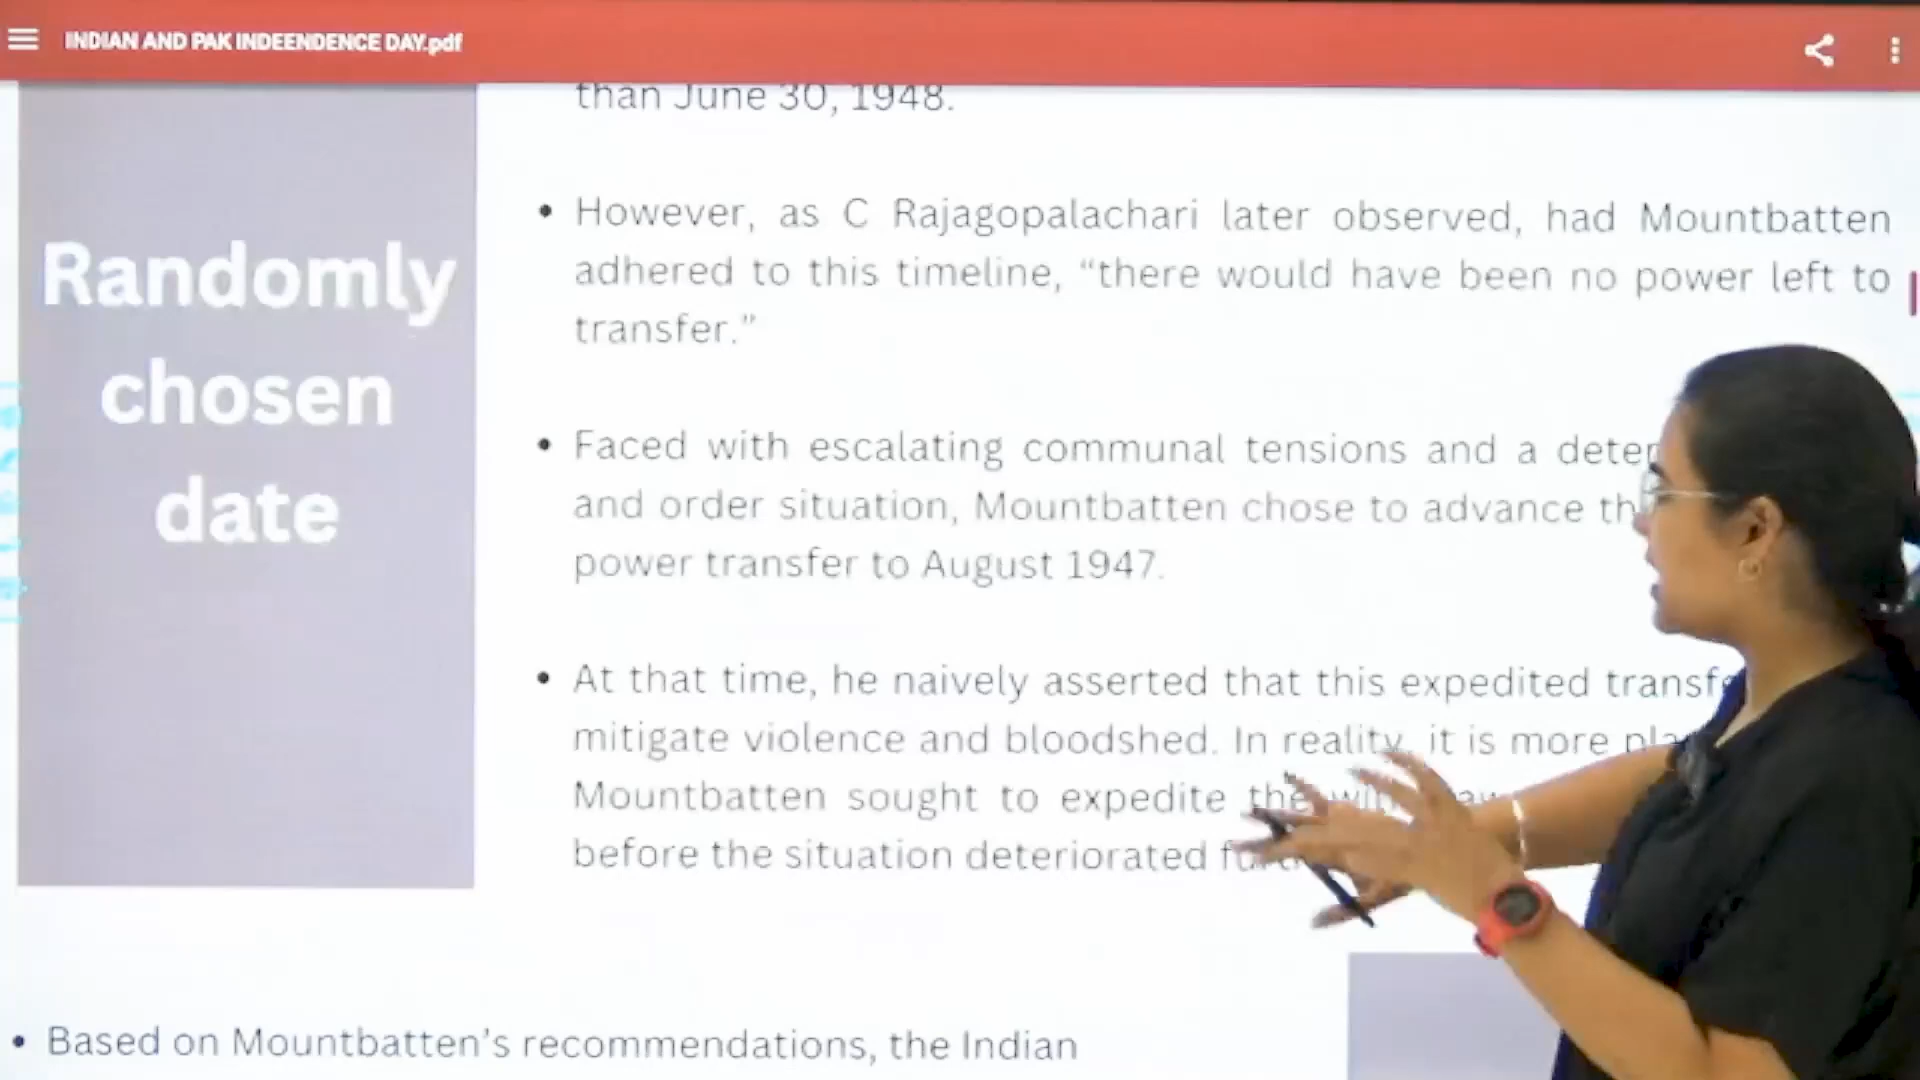 INDIAN AND PAK INDEENDENCE DAY.pdf
than June 30, 1948.
Randomly
chosen
date
• However, as C Rajagopalachari later observed, had Mountbatten
adhered to this timeline, “there would have been no power left to
transfer.”
• Faced with escalating communal tensions and a
and order situation, Mountbatten chose to advance
power transfer to August 1947.
• At that time, he naively asserted that this expedited
mitigate violence and bloodshed. In reality, it is more
Mountbatten sought to expedite the
before the situation deteriorated
• Based on Mountbatten’s recommendations, the Indian